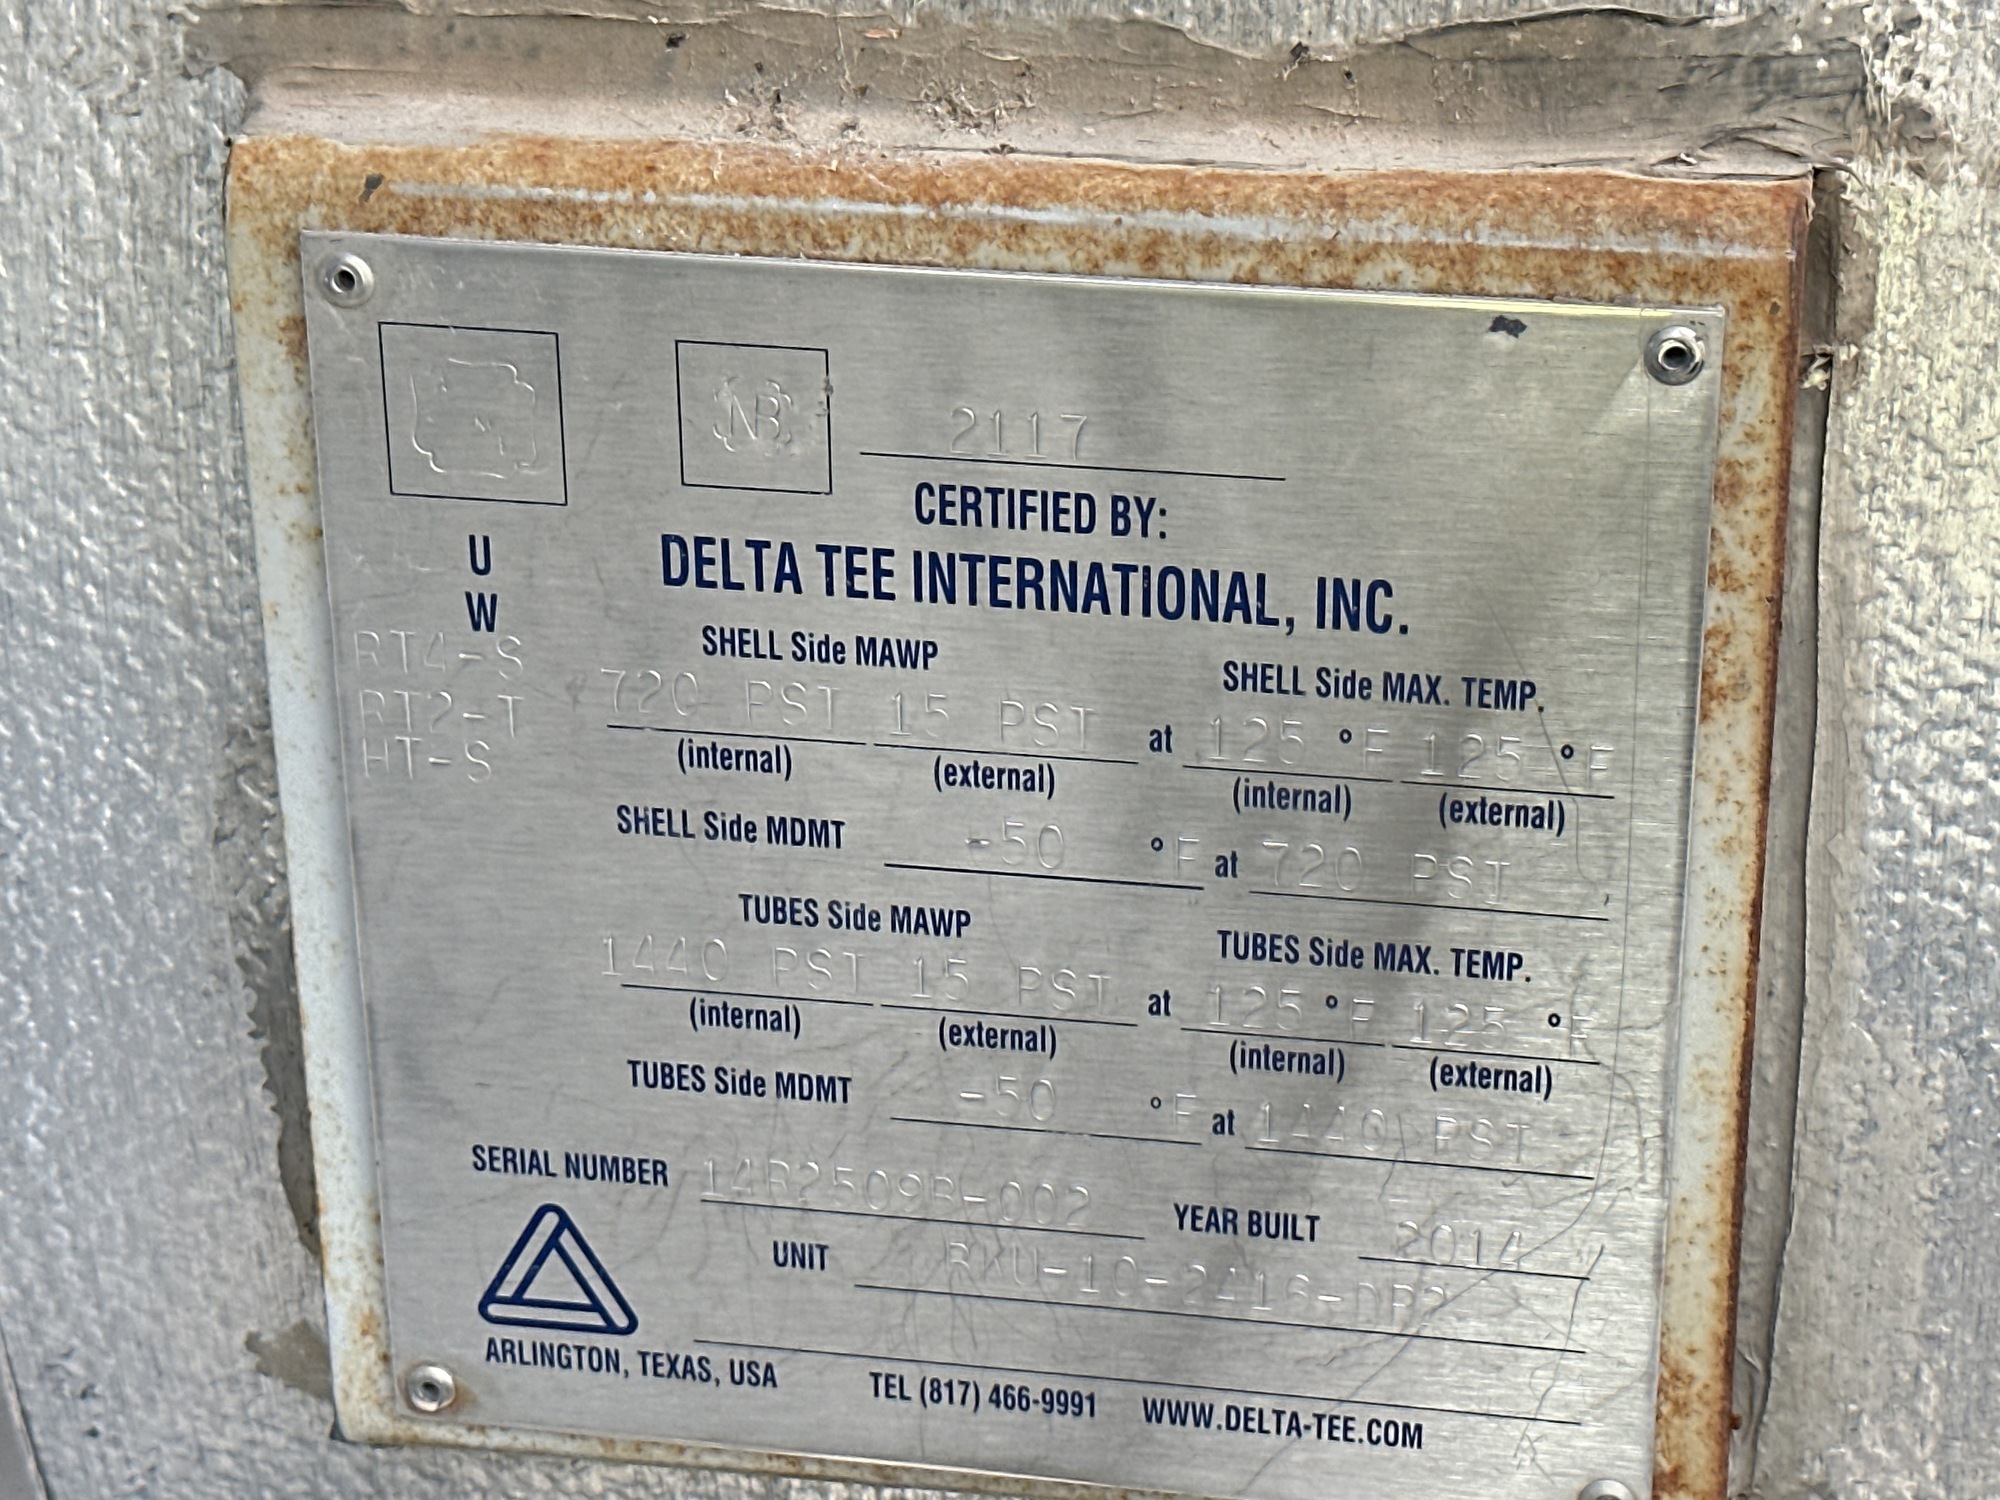 NB 2117
CERTIFIED BY:
DELTA TEE INTERNATIONAL, INC.
U
W
RT4-S
RT2-T
HT-S
SHELL Side MAWP SHELL Side MAX. TEMP.
720 PSI 15 PSI at 125 °F 125 °F
(internal) (external) (internal) (external)
SHELL Side MDMT -50 °F at 720 PSI
TUBES Side MAWP TUBES Side MAX. TEMP.
1440 PSI 15 PSI at 125 °F 125 °F
(internal) (external) (internal) (external)
TUBES Side MDMT -50 °F at 1440 PSI
SERIAL NUMBER YEAR BUILT 2014
UNIT
ARLINGTON, TEXAS, USA TEL (817) 466-9991 WWW.DELTA-TEE.COM